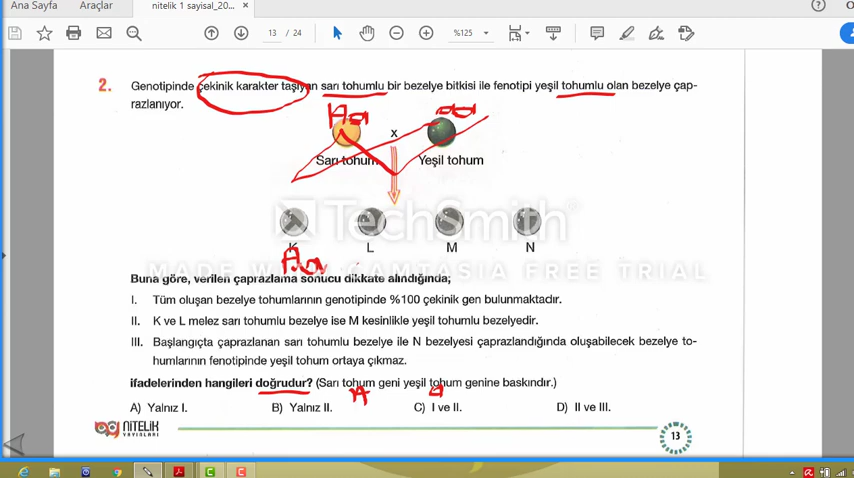 Ana Sayfa Araçlar nitelik 1 sayisal_20... ×
13 / 24 %125
2. Genotipinde çekinik karakter taşıyan sarı tohumlu bir bezelye bitkisi ile fenotipi yeşil tohumlu olan bezelye çap-
razlanıyor.
Aa aa
x
Sarı tohum Yeşil tohum
TechSmith®
K L M N
Aa
MADE WITH CAMTASIA FREE TRIAL
Buna göre, verilen çaprazlama sonucu dikkate alındığında;
I. Tüm oluşan bezelye tohumlarının genotipinde %100 çekinik gen bulunmaktadır.
II. K ve L melez sarı tohumlu bezelye ise M kesinlikle yeşil tohumlu bezelyedir.
III. Başlangıçta çaprazlanan sarı tohumlu bezelye ile N bezelyesi çaprazlandığında oluşabilecek bezelye to-
humlarının fenotipinde yeşil tohum ortaya çıkmaz.
ifadelerinden hangileri doğrudur? (Sarı tohum geni yeşil tohum genine baskındır.)
A a
A) Yalnız I. B) Yalnız II. C) I ve II. D) II ve III.
NİTELİK
YAYINLARI
13